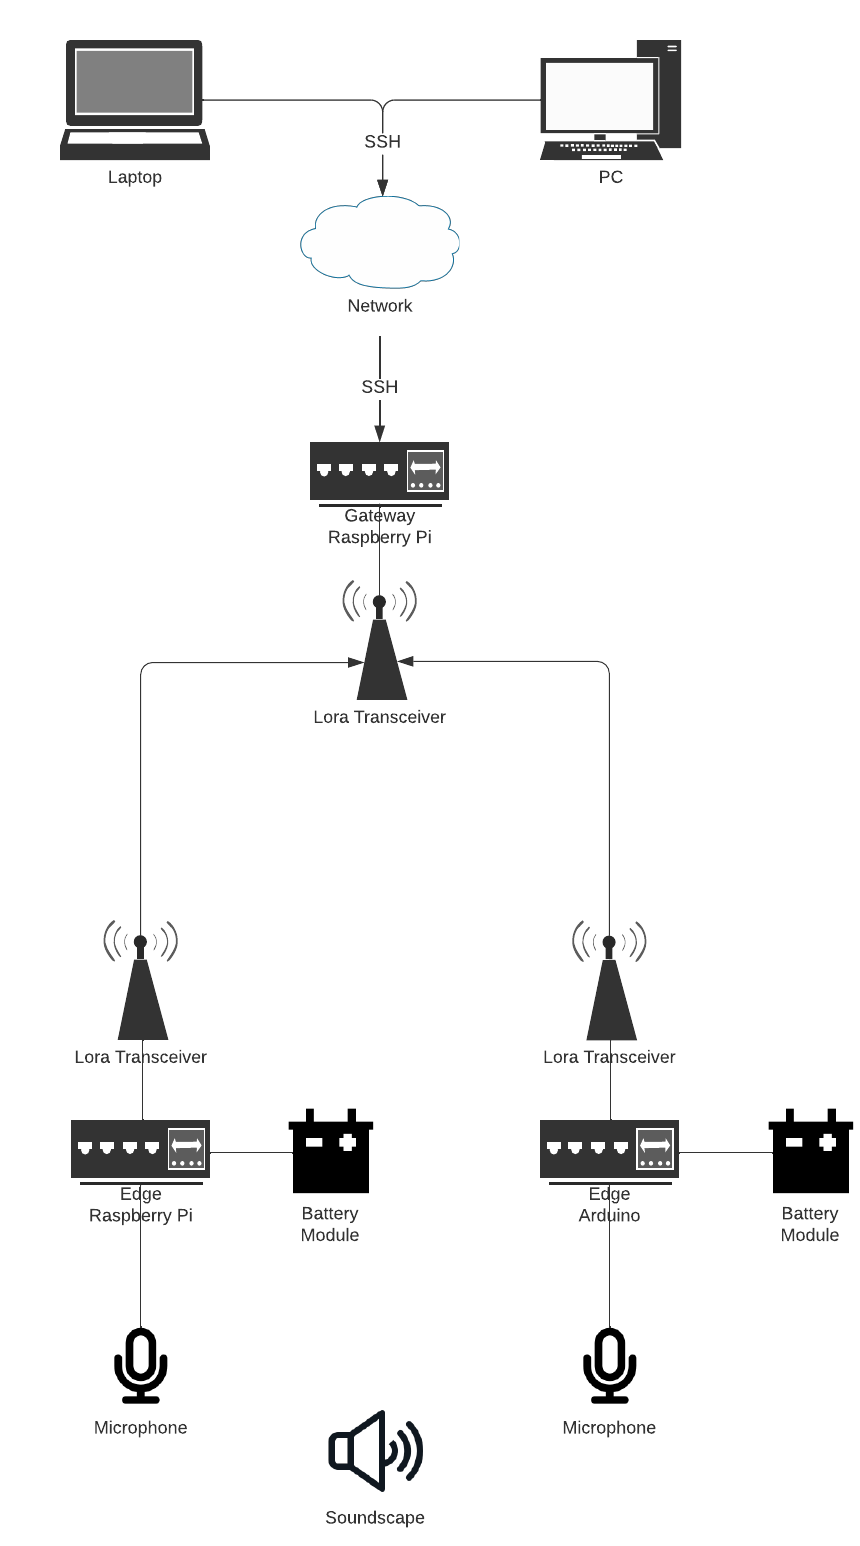 Laptop
PC
SSH
Network
SSH
Gateway
Raspberry Pi
Lora Transceiver
Lora Transceiver
Lora Transceiver
Edge
Raspberry Pi
Battery
Module
Edge
Arduino
Battery
Module
Microphone
Microphone
Soundscape